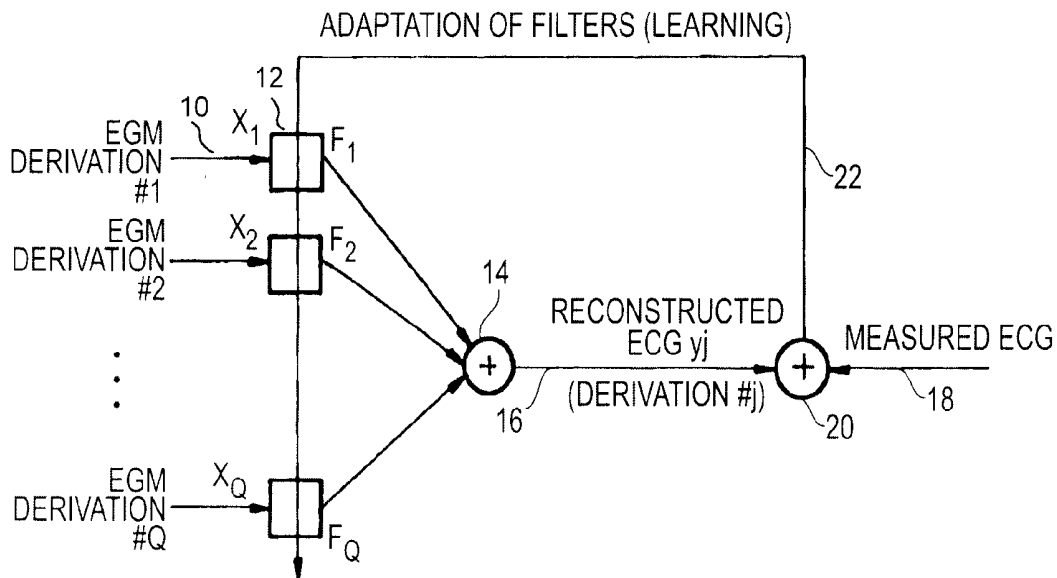 ADAPTATION OF FILTERS (LEARNING)
12
10
X1
F1
EGM
DERIVATION
#1
22
EGM
DERIVATION
#2
X2
F2
14
RECONSTRUCTED
ECG yj
(DERIVATION #j)
16
+
+
MEASURED ECG
18
20
EGM
DERIVATION
#Q
XQ
FQ